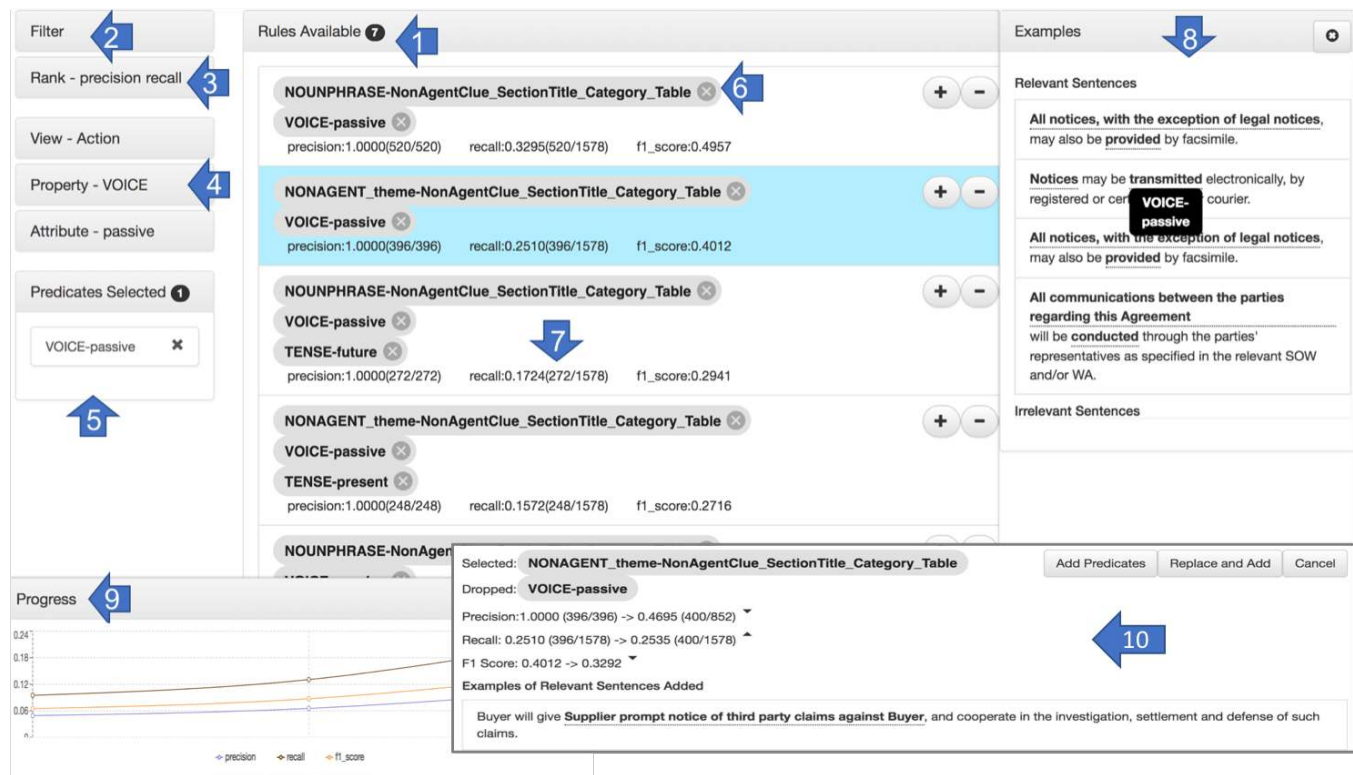 Filter
2
Rank - precision recall
3
View - Action
Property - VOICE
4
Attribute - passive
Predicates Selected 1
VOICE-passive
5
Rules Available 7
1
NOUNPHRASE-NonAgentClue_SectionTitle_Category_Table
6
VOICE-passive
precision:1.0000(520/520) recall:0.3295(520/1578) f1_score:0.4957
+ -
NONAGENT_theme-NonAgentClue_SectionTitle_Category_Table
VOICE-passive
precision:1.0000(396/396) recall:0.2510(396/1578) f1_score:0.4012
+ -
NOUNPHRASE-NonAgentClue_SectionTitle_Category_Table
VOICE-passive
TENSE-future
7
precision:1.0000(272/272) recall:0.1724(272/1578) f1_score:0.2941
+ -
NONAGENT_theme-NonAgentClue_SectionTitle_Category_Table
VOICE-passive
TENSE-present
precision:1.0000(248/248) recall:0.1572(248/1578) f1_score:0.2716
+ -
NOUNPHRASE-NonAgen
Examples
8
Relevant Sentences
All notices, with the exception of legal notices,
may also be provided by facsimile.
Notices may be transmitted electronically, by
registered or cer courier.
VOICE-
passive
All notices, with the exception of legal notices,
may also be provided by facsimile.
All communications between the parties
regarding this Agreement
will be conducted through the parties'
representatives as specified in the relevant SOW
and/or WA.
Irrelevant Sentences
Progress
9
0.24
0.18
0.12
0.06
precision recall f1_score
Selected: NONAGENT_theme-NonAgentClue_SectionTitle_Category_Table
Add Predicates Replace and Add Cancel
Dropped: VOICE-passive
Precision:1.0000 (396/396) -> 0.4695 (400/852)
Recall: 0.2510 (396/1578) -> 0.2535 (400/1578)
10
F1 Score: 0.4012 -> 0.3292
Examples of Relevant Sentences Added
Buyer will give Supplier prompt notice of third party claims against Buyer, and cooperate in the investigation, settlement and defense of such
claims.